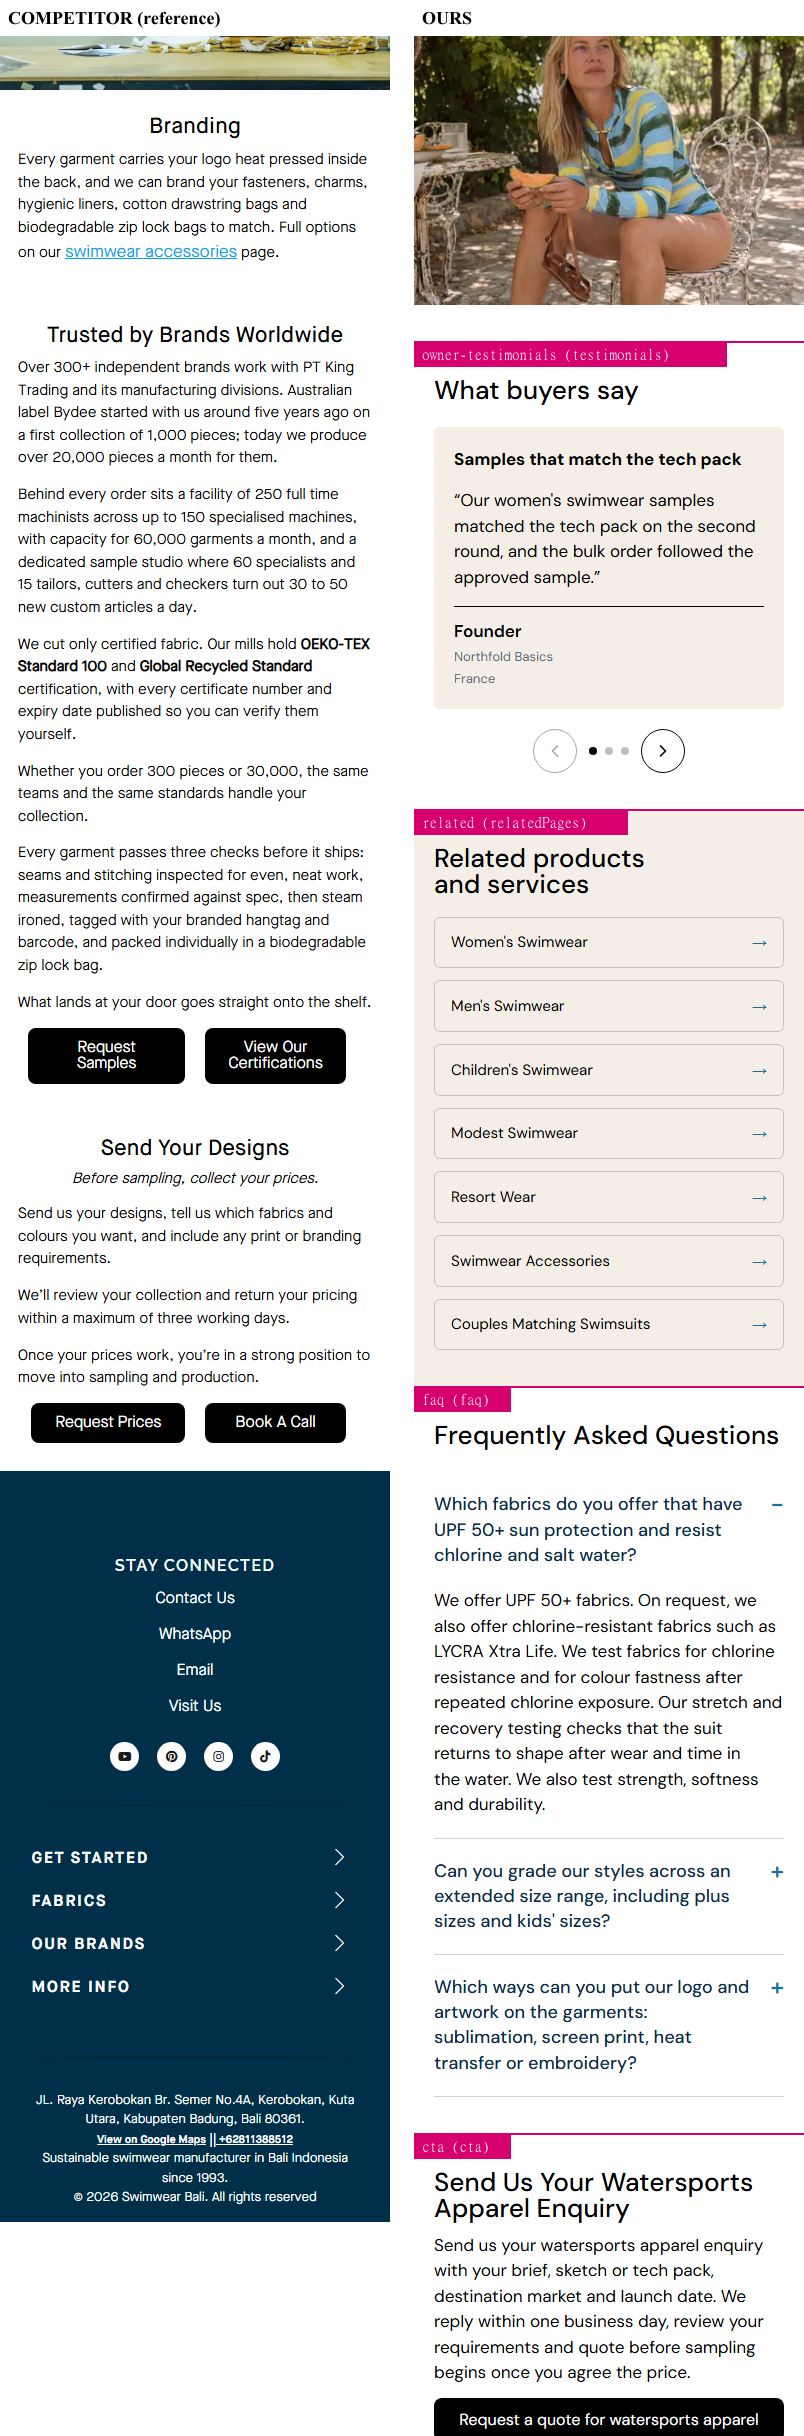 COMPETITOR (reference)
Branding
Every garment carries your logo heat pressed inside
the back, and we can brand your fasteners, charms,
hygienic liners, cotton drawstring bags and
biodegradable zip lock bags to match. Full options
on our swimwear accessories page.
Trusted by Brands Worldwide
Over 300+ independent brands work with PT King
Trading and its manufacturing divisions. Australian
label Bydee started with us around five years ago on
a first collection of 1,000 pieces; today we produce
over 20,000 pieces a month for them.
Behind every order sits a facility of 250 full time
machinists across up to 150 specialised machines,
with capacity for 60,000 garments a month, and a
dedicated sample studio where 60 specialists and
15 tailors, cutters and checkers turn out 30 to 50
new custom articles a day.
We cut only certified fabric. Our mills hold OEKO-TEX
Standard 100 and Global Recycled Standard
certification, with every certificate number and
expiry date published so you can verify them
yourself.
Whether you order 300 pieces or 30,000, the same
teams and the same standards handle your
collection.
Every garment passes three checks before it ships:
seams and stitching inspected for even, neat work,
measurements confirmed against spec, then steam
ironed, tagged with your branded hangtag and
barcode, and packed individually in a biodegradable
zip lock bag.
What lands at your door goes straight onto the shelf.
Request
Samples
View Our
Certifications
Send Your Designs
Before sampling, collect your prices.
Send us your designs, tell us which fabrics and
colours you want, and include any print or branding
requirements.
We'll review your collection and return your pricing
within a maximum of three working days.
Once your prices work, you're in a strong position to
move into sampling and production.
Request Prices
Book A Call
STAY CONNECTED
Contact Us
WhatsApp
Email
Visit Us
GET STARTED
FABRICS
OUR BRANDS
MORE INFO
JL. Raya Kerobokan Br. Semer No.4A, Kerobokan, Kuta
Utara, Kabupaten Badung, Bali 80361.
View on Google Maps || +62811388512
Sustainable swimwear manufacturer in Bali Indonesia
since 1993.
© 2026 Swimwear Bali. All rights reserved
OURS
owner-testimonials (testimonials)
What buyers say
Samples that match the tech pack
“Our women's swimwear samples
matched the tech pack on the second
round, and the bulk order followed the
approved sample.”
Founder
Northfold Basics
France
related (relatedPages)
Related products
and services
Women's Swimwear →
Men's Swimwear →
Children's Swimwear →
Modest Swimwear →
Resort Wear →
Swimwear Accessories →
Couples Matching Swimsuits →
faq (faq)
Frequently Asked Questions
Which fabrics do you offer that have −
UPF 50+ sun protection and resist
chlorine and salt water?
We offer UPF 50+ fabrics. On request, we
also offer chlorine-resistant fabrics such as
LYCRA Xtra Life. We test fabrics for chlorine
resistance and for colour fastness after
repeated chlorine exposure. Our stretch and
recovery testing checks that the suit
returns to shape after wear and time in
the water. We also test strength, softness
and durability.
Can you grade our styles across an +
extended size range, including plus
sizes and kids' sizes?
Which ways can you put our logo and +
artwork on the garments:
sublimation, screen print, heat
transfer or embroidery?
cta (cta)
Send Us Your Watersports
Apparel Enquiry
Send us your watersports apparel enquiry
with your brief, sketch or tech pack,
destination market and launch date. We
reply within one business day, review your
requirements and quote before sampling
begins once you agree the price.
Request a quote for watersports apparel